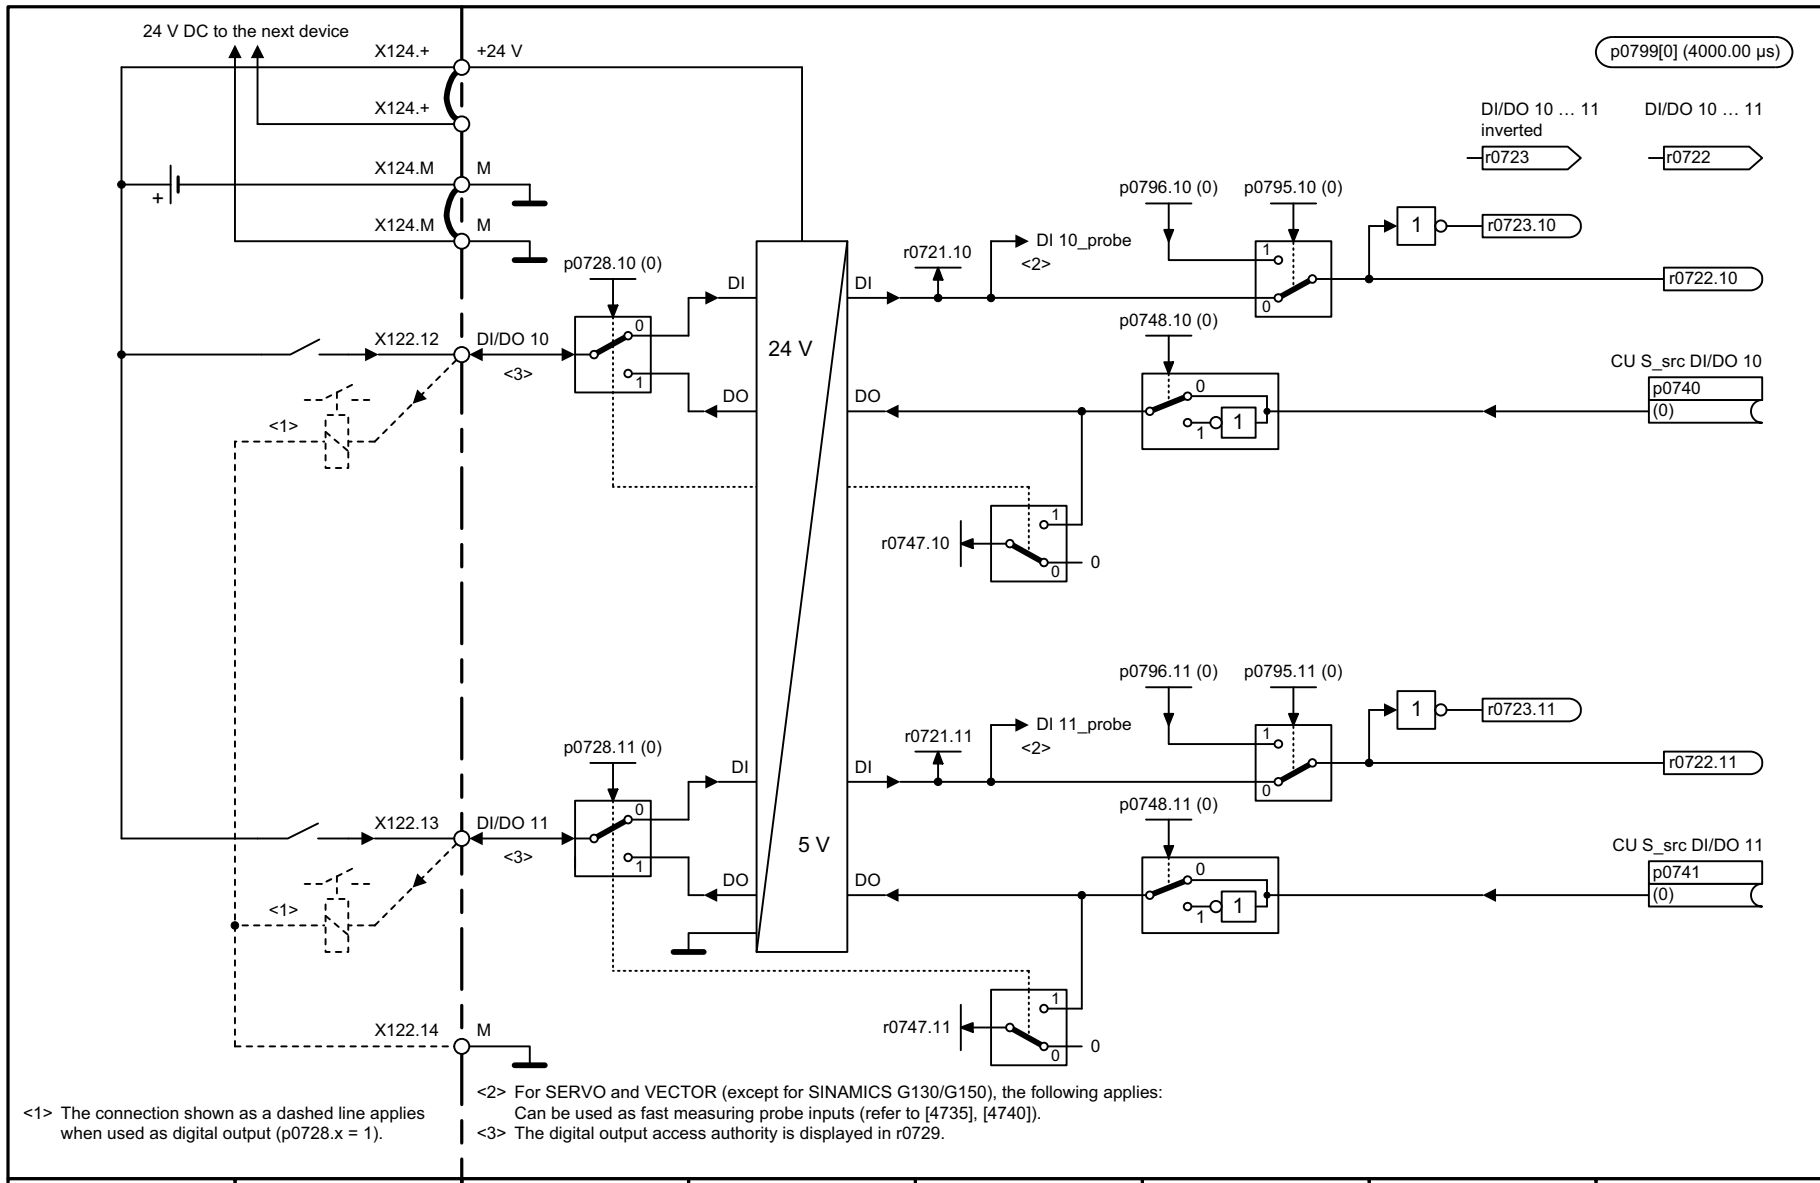 24 V DC to the next device
X124.+
+24 V
p0799[0] (4000.00 µs)
X124.+
DI/DO 10 … 11
inverted
DI/DO 10 … 11
r0723
r0722
X124.M
M
+
X124.M
M
p0796.10 (0)
p0795.10 (0)
1
r0723.10
DI 10_probe
<2>
r0721.10
1
0
r0722.10
p0728.10 (0)
DI
DI
X122.12
DI/DO 10
<3>
0
1
24 V
p0748.10 (0)
CU S_src DI/DO 10
p0740
(0)
DO
DO
0
1
1
<1>
r0747.10
1
0
0
p0796.11 (0)
p0795.11 (0)
1
r0723.11
DI 11_probe
<2>
r0721.11
1
0
r0722.11
p0728.11 (0)
DI
DI
X122.13
DI/DO 11
<3>
0
1
5 V
p0748.11 (0)
CU S_src DI/DO 11
p0741
(0)
DO
DO
0
1
1
<1>
r0747.11
1
0
0
X122.14
M
<1> The connection shown as a dashed line applies
when used as digital output (p0728.x = 1).
<2> For SERVO and VECTOR (except for SINAMICS G130/G150), the following applies:
Can be used as fast measuring probe inputs (refer to [4735], [4740]).
<3> The digital output access authority is displayed in r0729.